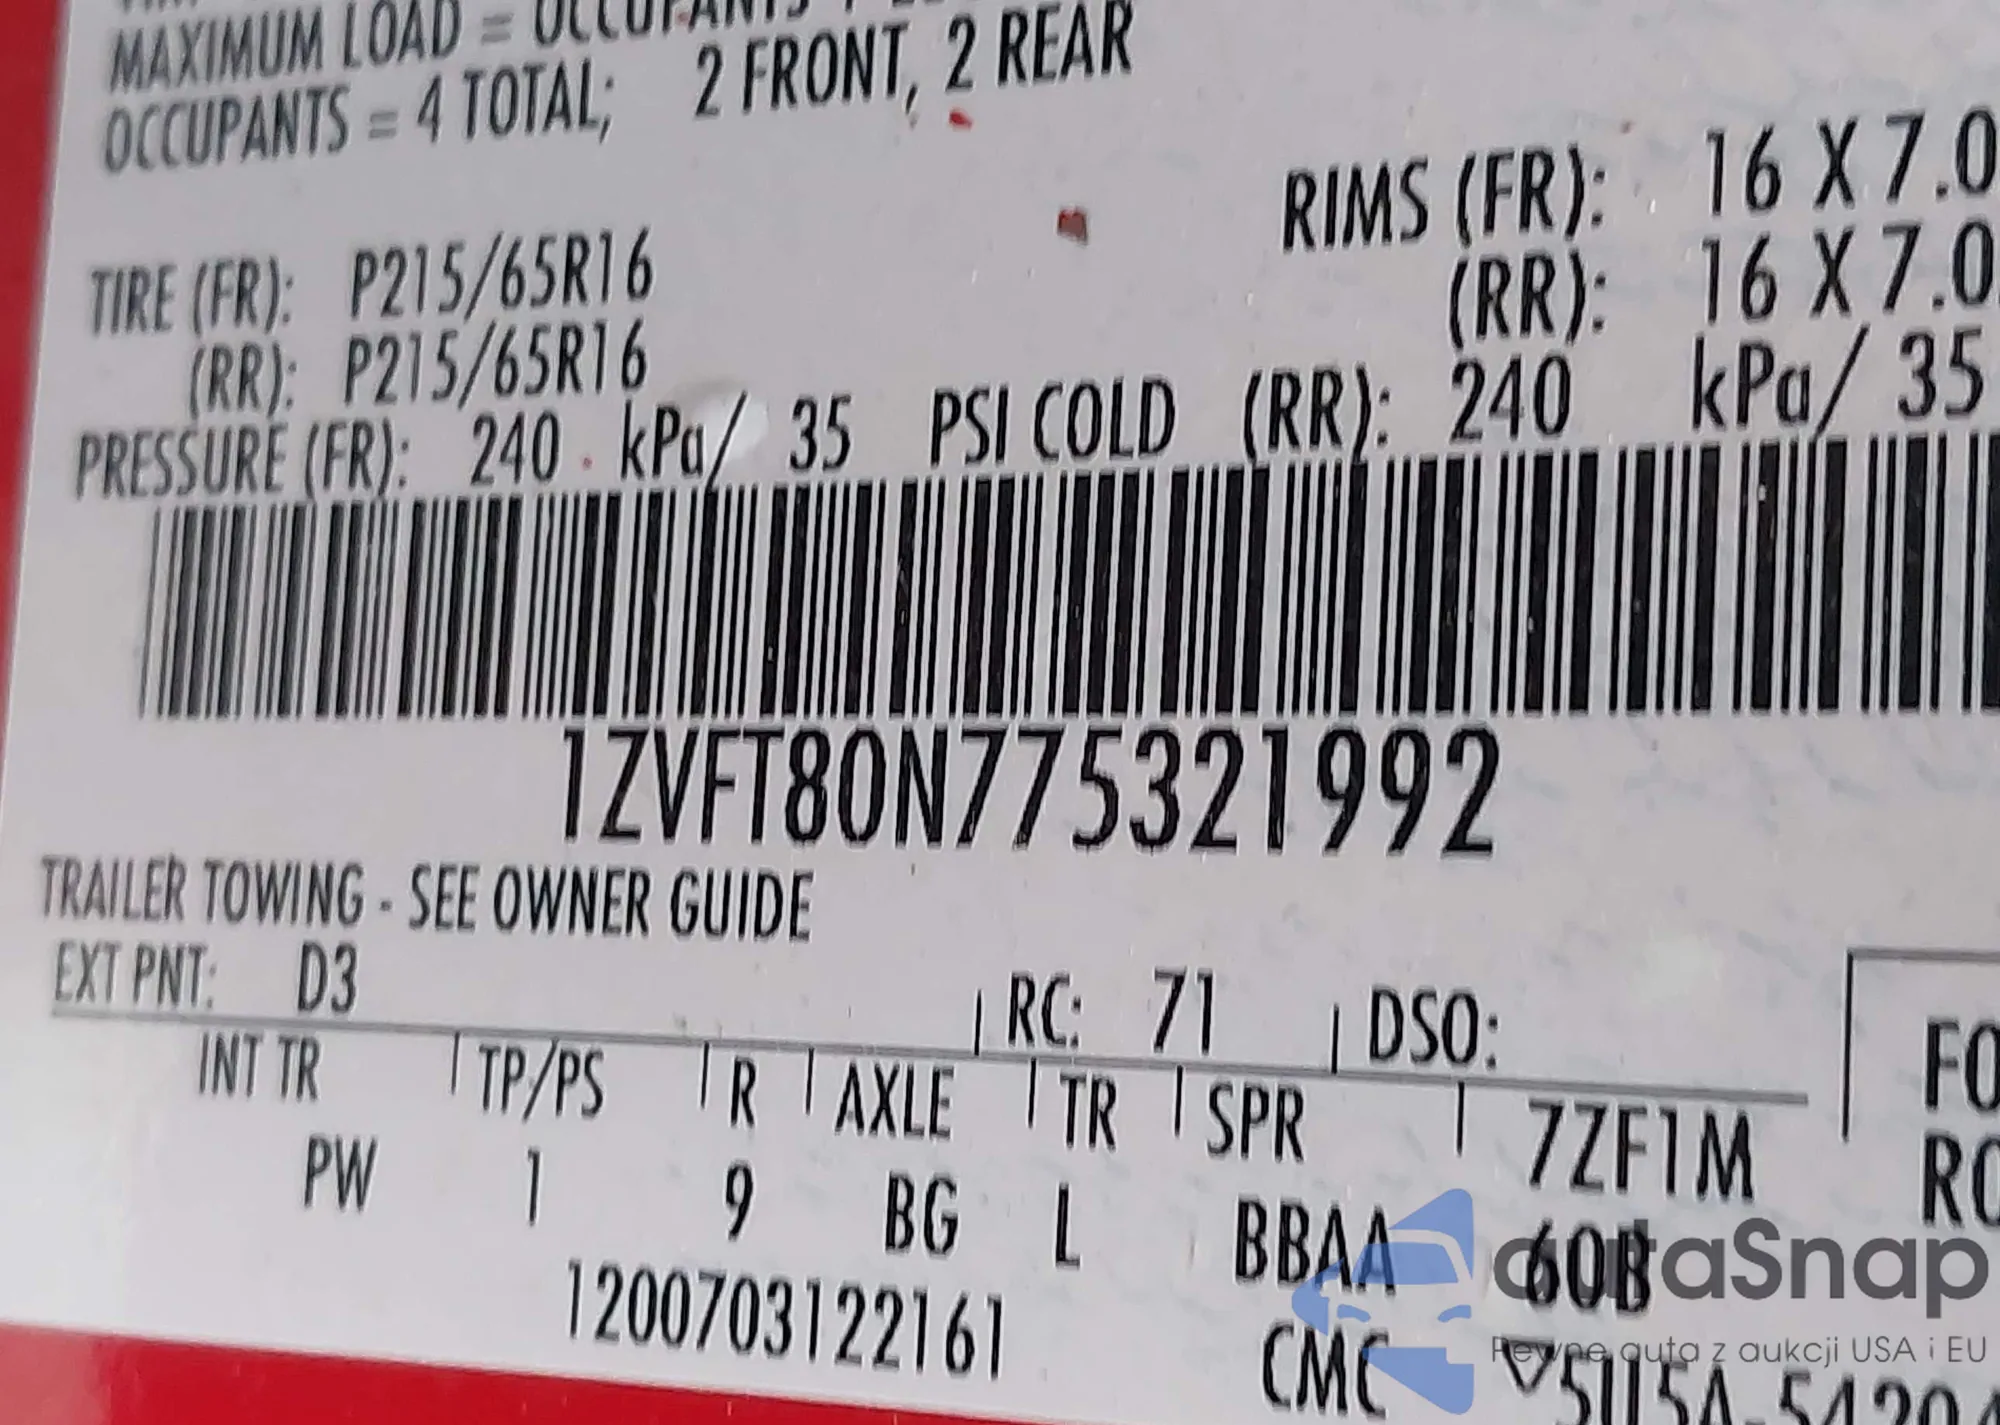 MAXIMUM LOAD = OCCUPANTS
OCCUPANTS = 4 TOTAL; 2 FRONT, 2 REAR
RIMS (FR): 16 X 7.0
TIRE (FR): P215/65R16
(RR): 16 X 7.0
(RR): P215/65R16
PRESSURE (FR): 240 kPa/ 35 PSI COLD (RR): 240 kPa/ 35
1ZVFT80N775321992
TRAILER TOWING - SEE OWNER GUIDE
EXT PNT: D3 RC: 71 DSO:
INT TR TP/PS R AXLE TR SPR 7ZF1M
PW 1 9 BG L BBAA 60B
1200703122161 CMC
FO
RO
autaSnap
Pewne auta z aukcji USA i EU